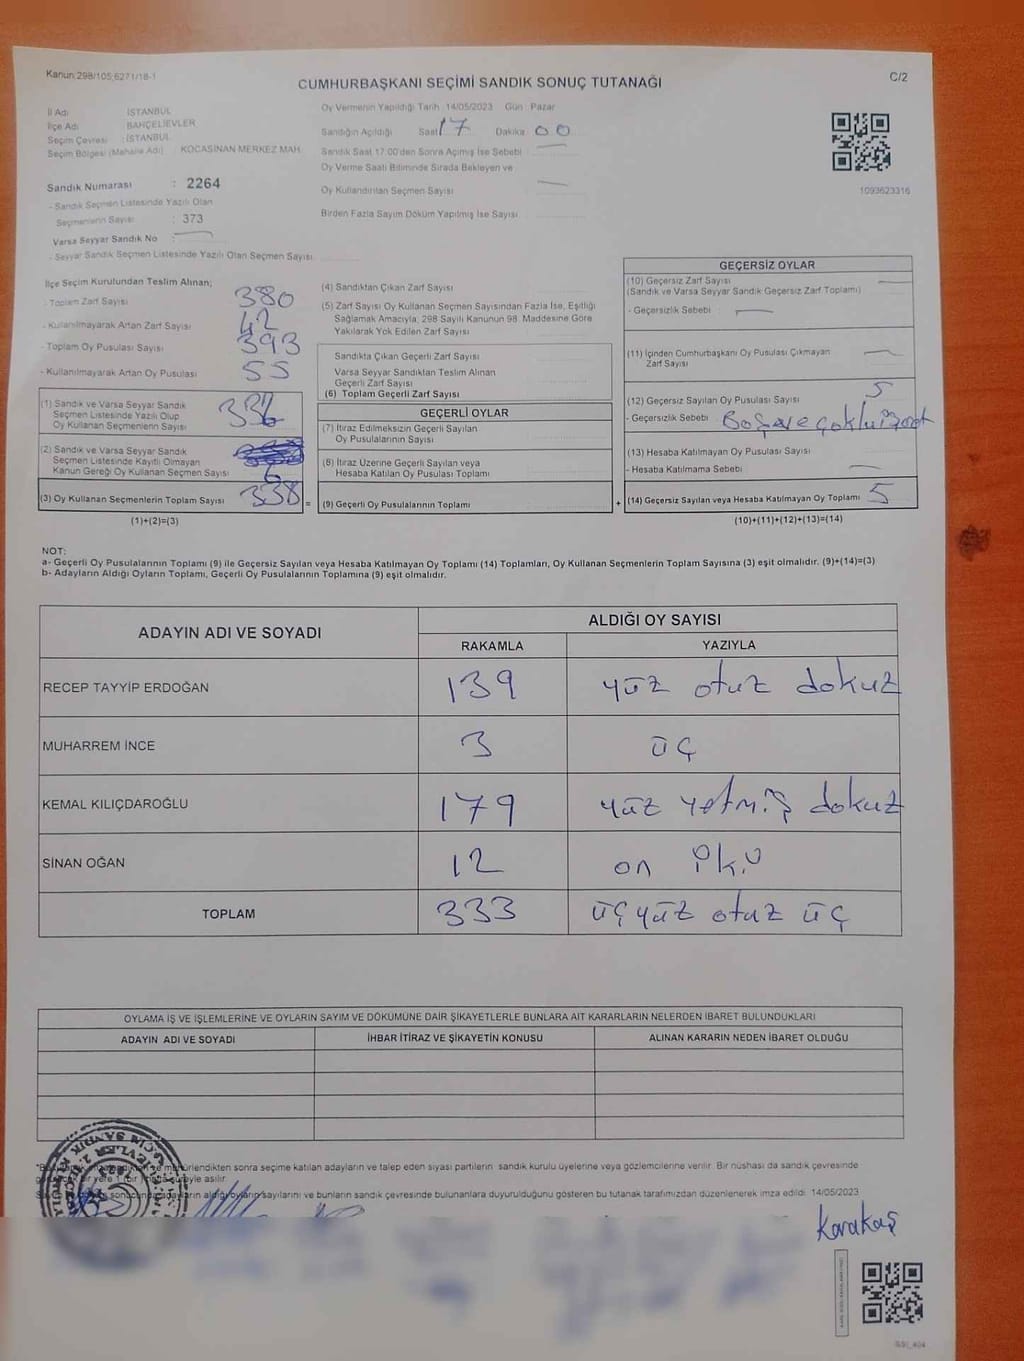 Kanun 298/105,6271/18-1
CUMHURBAŞKANI SEÇİMİ SANDIK SONUÇ TUTANAĞI
C/2
İl Adı : İSTANBUL
İlçe Adı : BAHÇELİEVLER
Seçim Çevresi : İSTANBUL
Seçim Bölgesi (Mahalle Adı) : KOCASİNAN MERKEZ MAH.
Sandık Numarası : 2264
- Sandık Seçmen Listesinde Yazılı Olan
Seçmenlerin Sayısı : 373
Varsa Seyyar Sandık No :
- Seyyar Sandık Seçmen Listesinde Yazılı Olan Seçmen Sayısı
Oy Vermenin Yapıldığı Tarih : 14/05/2023 Gün : Pazar
Sandığın Açıldığı Saat 17 Dakika 00
Sandık Saat 17.00'den Sonra Açılmış İse Sebebi
Oy Verme Saati Bitiminde Sırada Bekleyen ve
Oy Kullandırılan Seçmen Sayısı
Birden Fazla Sayım Döküm Yapılmış İse Sayısı
1093623316
İlçe Seçim Kurulundan Teslim Alınan;
- Toplam Zarf Sayısı 380
- Kullanılmayarak Artan Zarf Sayısı 42
- Toplam Oy Pusulası Sayısı 393
- Kullanılmayarak Artan Oy Pusulası 55
(1) Sandık ve Varsa Seyyar Sandık
Seçmen Listesinde Yazılı Olup
Oy Kullanan Seçmenlerin Sayısı
(2) Sandık ve Varsa Seyyar Sandık
Seçmen Listesinde Kayıtlı Olmayan
Kanun Gereği Oy Kullanan Seçmen Sayısı
(3) Oy Kullanan Seçmenlerin Toplam Sayısı 338 =
(1)+(2)=(3)
(4) Sandıktan Çıkan Zarf Sayısı
(5) Zarf Sayısı Oy Kullanan Seçmen Sayısından Fazla İse, Eşitliği
Sağlamak Amacıyla, 298 Sayılı Kanunun 98. Maddesine Göre
Yakılarak Yok Edilen Zarf Sayısı
Sandıkta Çıkan Geçerli Zarf Sayısı
Varsa Seyyar Sandıktan Teslim Alınan
Geçerli Zarf Sayısı
(6) Toplam Geçerli Zarf Sayısı
GEÇERLİ OYLAR
(7) İtiraz Edilmeksizin Geçerli Sayılan
Oy Pusulalarının Sayısı
(8) İtiraz Üzerine Geçerli Sayılan veya
Hesaba Katılan Oy Pusulası Toplamı
(9) Geçerli Oy Pusulalarının Toplamı +
GEÇERSİZ OYLAR
(10) Geçersiz Zarf Sayısı
(Sandık ve Varsa Seyyar Sandık Geçersiz Zarf Toplamı)
- Geçersizlik Sebebi :
(11) İçinden Cumhurbaşkanı Oy Pusulası Çıkmayan
Zarf Sayısı
(12) Geçersiz Sayılan Oy Pusulası Sayısı 5
- Geçersizlik Sebebi :
(13) Hesaba Katılmayan Oy Pusulası Sayısı
- Hesaba Katılmama Sebebi :
(14) Geçersiz Sayılan veya Hesaba Katılmayan Oy Toplamı 5
(10)+(11)+(12)+(13)=(14)
NOT:
a- Geçerli Oy Pusulalarının Toplamı (9) ile Geçersiz Sayılan veya Hesaba Katılmayan Oy Toplamı (14) Toplamları, Oy Kullanan Seçmenlerin Toplam Sayısına (3) eşit olmalıdır. (9)+(14)=(3)
b- Adayların Aldığı Oyların Toplamı, Geçerli Oy Pusulalarının Toplamına (9) eşit olmalıdır.
ADAYIN ADI VE SOYADI
ALDIĞI OY SAYISI
RAKAMLA YAZIYLA
RECEP TAYYİP ERDOĞAN 139 yüz otuz dokuz
MUHARREM İNCE 3 üç
KEMAL KILIÇDAROĞLU 179 yüz yetmiş dokuz
SİNAN OĞAN 12 on iki
TOPLAM 333 üçyüz otuz üç
OYLAMA İŞ VE İŞLEMLERİNE VE OYLARIN SAYIM VE DÖKÜMÜNE DAİR ŞİKAYETLERLE BUNLARA AİT KARARLARIN NELERDEN İBARET BULUNDUKLARI
ADAYIN ADI VE SOYADI İHBAR İTİRAZ VE ŞİKAYETİN KONUSU ALINAN KARARIN NEDEN İBARET OLDUĞU
mühürlendikten sonra seçime katılan adayların ve talep eden siyasi partilerin sandık kurulu üyelerine veya gözlemcilerine verilir. Bir nüshası da sandık çevresinde
asılır.
adayların aldığı oyların sayılarını ve bunların sandık çevresinde bulunanlara duyurulduğunu gösteren bu tutanak tarafımızdan düzenlenerek imza edildi. 14/05/2023
Karakaş